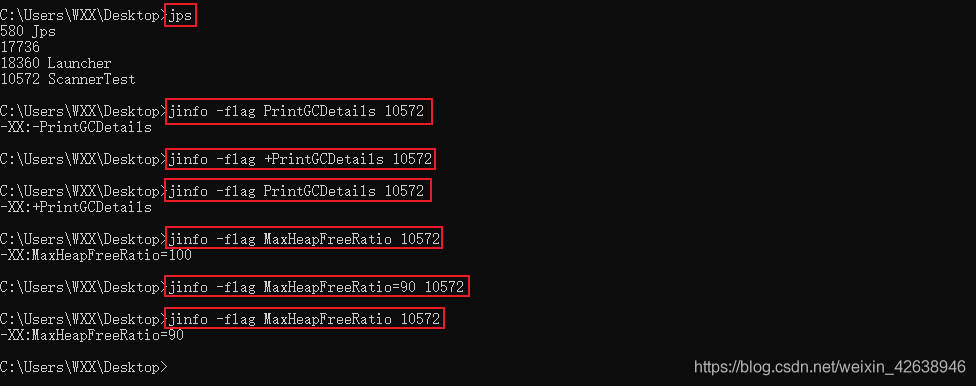 C:\Users\WXX\Desktop>jps
580 Jps
17736
18360 Launcher
10572 ScannerTest
C:\Users\WXX\Desktop>jinfo -flag PrintGCDetails 10572
-XX:-PrintGCDetails
C:\Users\WXX\Desktop>jinfo -flag +PrintGCDetails 10572
C:\Users\WXX\Desktop>jinfo -flag PrintGCDetails 10572
-XX:+PrintGCDetails
C:\Users\WXX\Desktop>jinfo -flag MaxHeapFreeRatio 10572
-XX:MaxHeapFreeRatio=100
C:\Users\WXX\Desktop>jinfo -flag MaxHeapFreeRatio=90 10572
C:\Users\WXX\Desktop>jinfo -flag MaxHeapFreeRatio 10572
-XX:MaxHeapFreeRatio=90
C:\Users\WXX\Desktop>
https://blog.csdn.net/weixin_42638946